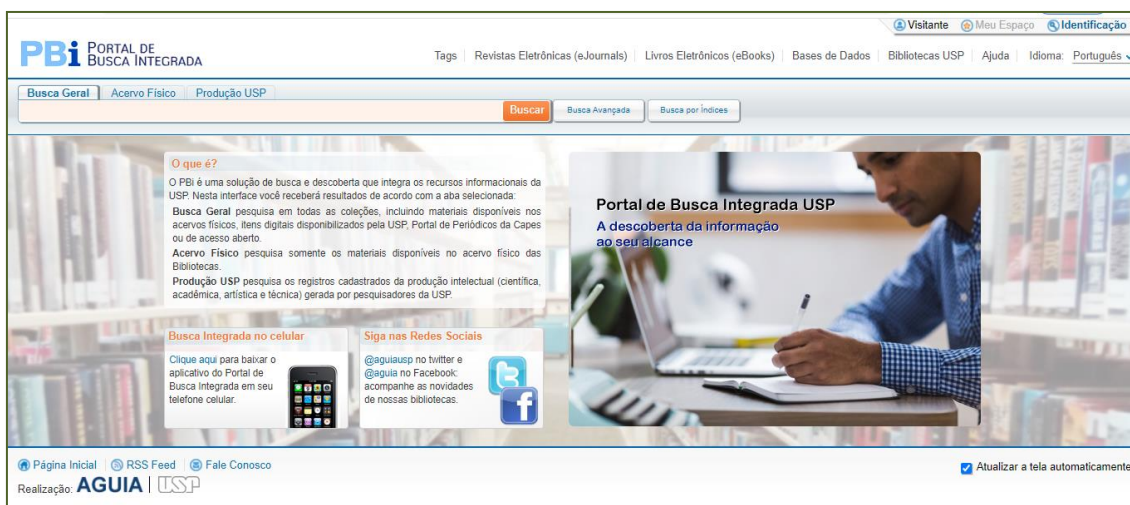 Visitante Meu Espaço Identificação
PBi PORTAL DE
BUSCA INTEGRADA
Tags Revistas Eletrônicas (eJournals) Livros Eletrônicos (eBooks) Bases de Dados Bibliotecas USP Ajuda Idioma: Português
Busca Geral Acervo Físico Produção USP
Buscar Busca Avançada Busca por Índices
O que é?
O PBi é uma solução de busca e descoberta que integra os recursos informacionais da
USP. Nesta interface você receberá resultados de acordo com a aba selecionada:
Busca Geral pesquisa em todas as coleções, incluindo materiais disponíveis nos
acervos físicos, itens digitais disponibilizados pela USP, Portal de Periódicos da Capes
ou de acesso aberto.
Acervo Físico pesquisa somente os materiais disponíveis no acervo físico das
Bibliotecas.
Produção USP pesquisa os registros cadastrados da produção intelectual (científica,
acadêmica, artística e técnica) gerada por pesquisadores da USP.
Portal de Busca Integrada USP
A descoberta da informação
ao seu alcance
Busca Integrada no celular
Clique aqui para baixar o
aplicativo do Portal de
Busca Integrada em seu
telefone celular.
Siga nas Redes Sociais
@aguiausp no twitter e
@aguia no Facebook:
acompanhe as novidades
de nossas bibliotecas.
Página Inicial RSS Feed Fale Conosco
Atualizar a tela automaticamente
Realização: AGUIA | USP